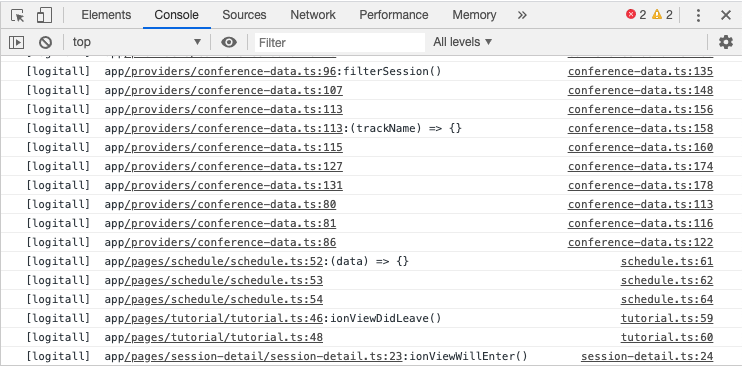 Elements Console Sources Network Performance Memory » 2 2
top Filter All levels
[logitall] app/providers/conference-data.ts:96:filterSession() conference-data.ts:135
[logitall] app/providers/conference-data.ts:107 conference-data.ts:148
[logitall] app/providers/conference-data.ts:113 conference-data.ts:156
[logitall] app/providers/conference-data.ts:113:(trackName) => {} conference-data.ts:158
[logitall] app/providers/conference-data.ts:115 conference-data.ts:160
[logitall] app/providers/conference-data.ts:127 conference-data.ts:174
[logitall] app/providers/conference-data.ts:131 conference-data.ts:178
[logitall] app/providers/conference-data.ts:80 conference-data.ts:113
[logitall] app/providers/conference-data.ts:81 conference-data.ts:116
[logitall] app/providers/conference-data.ts:86 conference-data.ts:122
[logitall] app/pages/schedule/schedule.ts:52:(data) => {} schedule.ts:61
[logitall] app/pages/schedule/schedule.ts:53 schedule.ts:62
[logitall] app/pages/schedule/schedule.ts:54 schedule.ts:64
[logitall] app/pages/tutorial/tutorial.ts:46:ionViewDidLeave() tutorial.ts:59
[logitall] app/pages/tutorial/tutorial.ts:48 tutorial.ts:60
[logitall] app/pages/session-detail/session-detail.ts:23:ionViewWillEnter() session-detail.ts:24